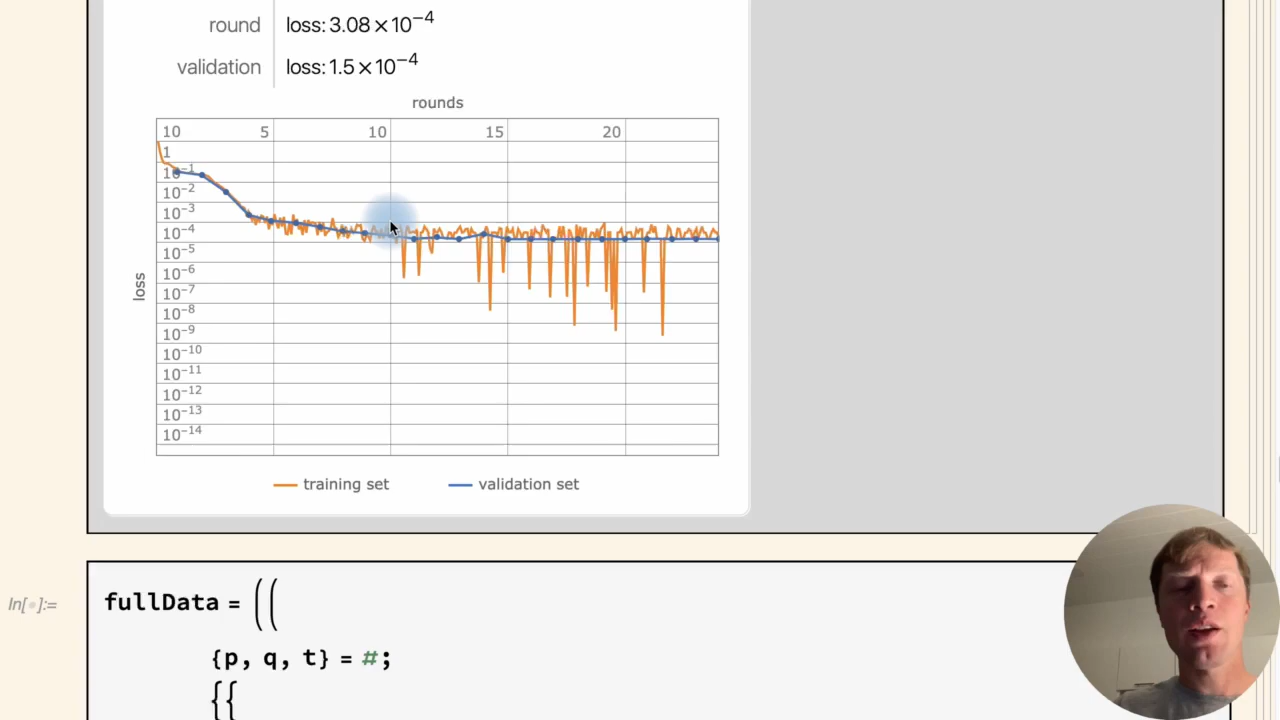 round loss: 3.08×10⁻⁴
validation loss: 1.5×10⁻⁴
rounds
10 5 10 15 20
1
10⁻¹
10⁻²
10⁻³
10⁻⁴
10⁻⁵
10⁻⁶
10⁻⁷
10⁻⁸
10⁻⁹
10⁻¹⁰
10⁻¹¹
10⁻¹²
10⁻¹³
10⁻¹⁴
loss
training set validation set
In[•]:= fullData = ((
{p, q, t} = #;
{{